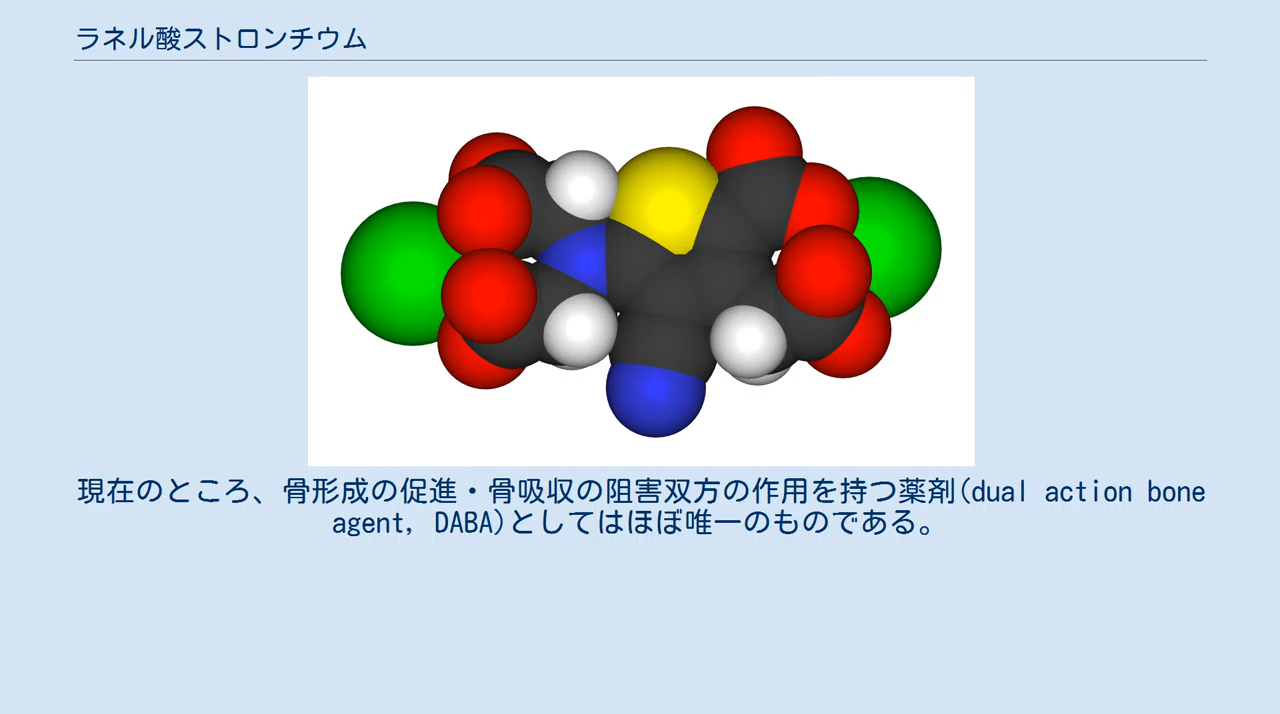 ラネル酸ストロンチウム
現在のところ、骨形成の促進・骨吸収の阻害双方の作用を持つ薬剤(dual action bone
agent, DABA)としてはほぼ唯一のものである。